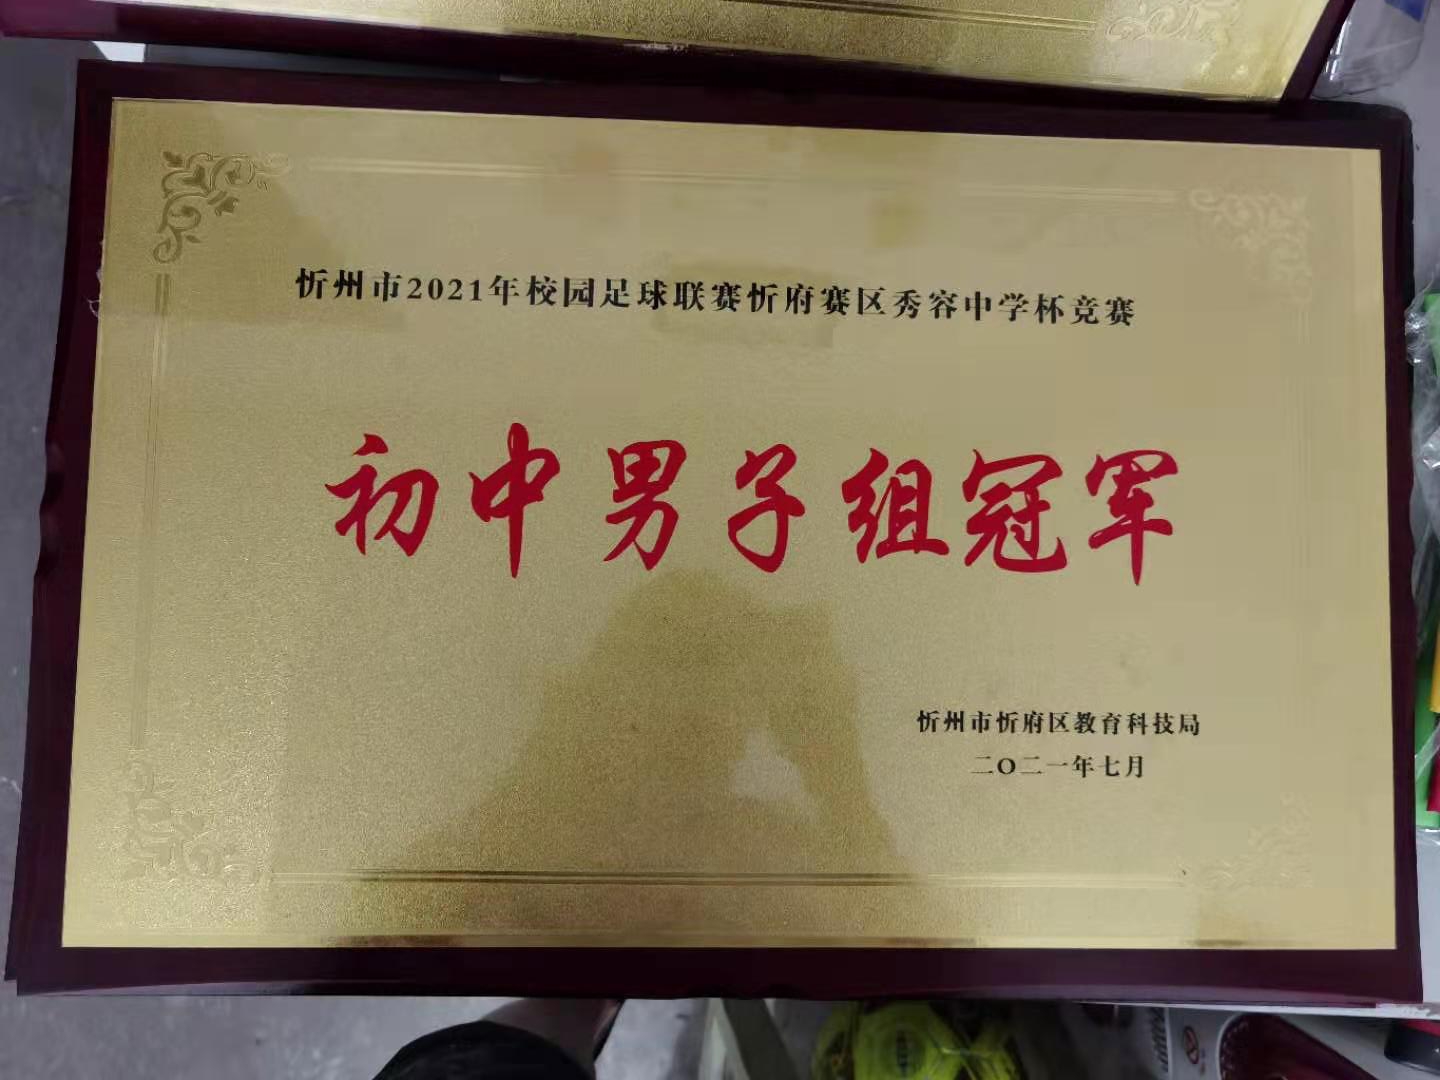 忻州市2021年校园足球联赛忻府赛区秀容中学杯竞赛
初中男子组冠军
忻州市忻府区教育科技局
二〇二一年七月